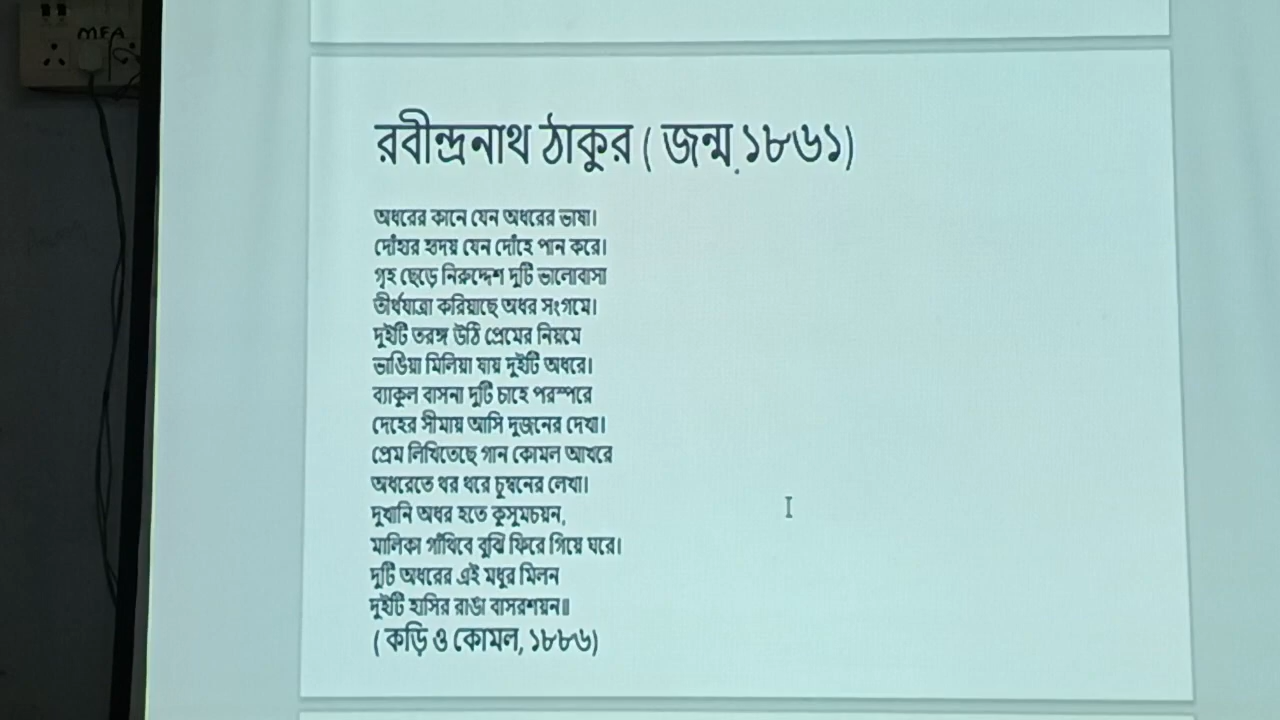 MFA
রবীন্দ্রনাথ ঠাকুর ( জন্ম.১৮৬১)
অধরের কানে যেন অধরের ভাষা।
দোঁহার হৃদয় যেন দোঁহে পান করে।
গৃহ ছেড়ে নিরুদ্দেশ দুটি ভালোবাসা
তীর্থযাত্রা করিয়াছে অধর সংগমে।
দুইটি তরঙ্গ উঠি প্রেমের নিয়মে
ভাঙিয়া মিলিয়া যায় দুইটি অধরে।
ব্যাকুল বাসনা দুটি চাহে পরস্পরে
দেহের সীমায় আসি দুজনের দেখা।
প্রেম লিখিতেছে গান কোমল আখরে
অধরেতে থর থরে চুম্বনের লেখা।
দুখানি অধর হতে কুসুমচয়ন,
মালিকা গাঁথিবে বুঝি ফিরে গিয়ে ঘরে।
দুটি অধরের এই মধুর মিলন
দুইটি হাসির রাঙা বাসরশয়ন॥
( কড়ি ও কোমল, ১৮৮৬)